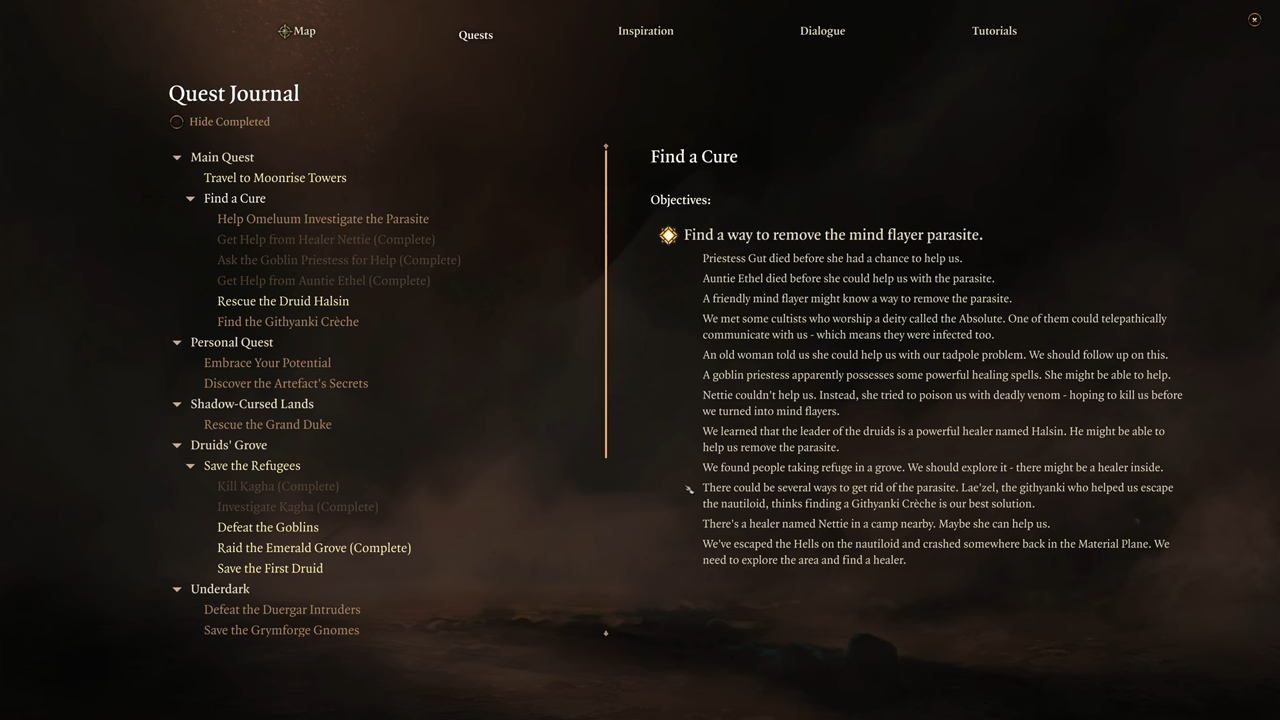 Map
Quests
Inspiration
Dialogue
Tutorials
Quest Journal
Hide Completed
Main Quest
Travel to Moonrise Towers
Find a Cure
Help Omeluum Investigate the Parasite
Get Help from Healer Nettie (Complete)
Ask the Goblin Priestess for Help (Complete)
Get Help from Auntie Ethel (Complete)
Rescue the Druid Halsin
Find the Githyanki Crèche
Personal Quest
Embrace Your Potential
Discover the Artefact's Secrets
Shadow-Cursed Lands
Rescue the Grand Duke
Druids' Grove
Save the Refugees
Kill Kagha (Complete)
Investigate Kagha (Complete)
Defeat the Goblins
Raid the Emerald Grove (Complete)
Save the First Druid
Underdark
Defeat the Duergar Intruders
Save the Grymforge Gnomes
Find a Cure
Objectives:
Find a way to remove the mind flayer parasite.
Priestess Gut died before she had a chance to help us.
Auntie Ethel died before she could help us with the parasite.
A friendly mind flayer might know a way to remove the parasite.
We met some cultists who worship a deity called the Absolute. One of them could telepathically
communicate with us - which means they were infected too.
An old woman told us she could help us with our tadpole problem. We should follow up on this.
A goblin priestess apparently possesses some powerful healing spells. She might be able to help.
Nettie couldn't help us. Instead, she tried to poison us with deadly venom - hoping to kill us before
we turned into mind flayers.
We learned that the leader of the druids is a powerful healer named Halsin. He might be able to
help us remove the parasite.
We found people taking refuge in a grove. We should explore it - there might be a healer inside.
There could be several ways to get rid of the parasite. Lae'zel, the githyanki who helped us escape
the nautiloid, thinks finding a Githyanki Crèche is our best solution.
There's a healer named Nettie in a camp nearby. Maybe she can help us.
We've escaped the Hells on the nautiloid and crashed somewhere back in the Material Plane. We
need to explore the area and find a healer.